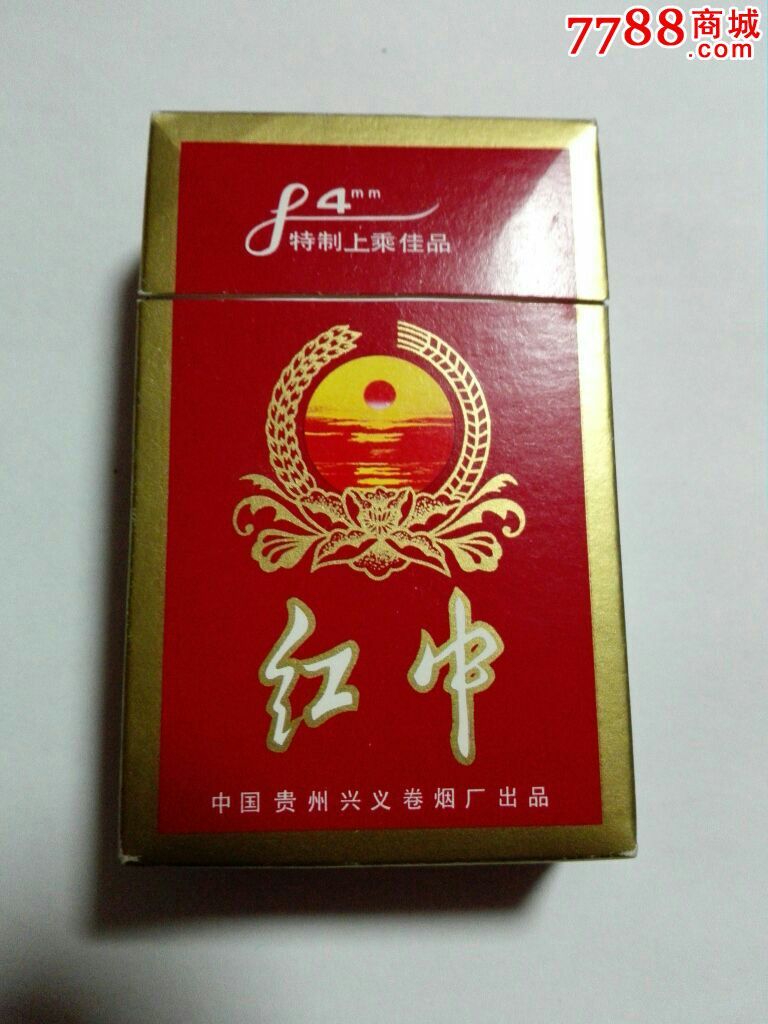 7788商城
.com
84mm
特制上乘佳品
红中
中国贵州兴义卷烟厂出品